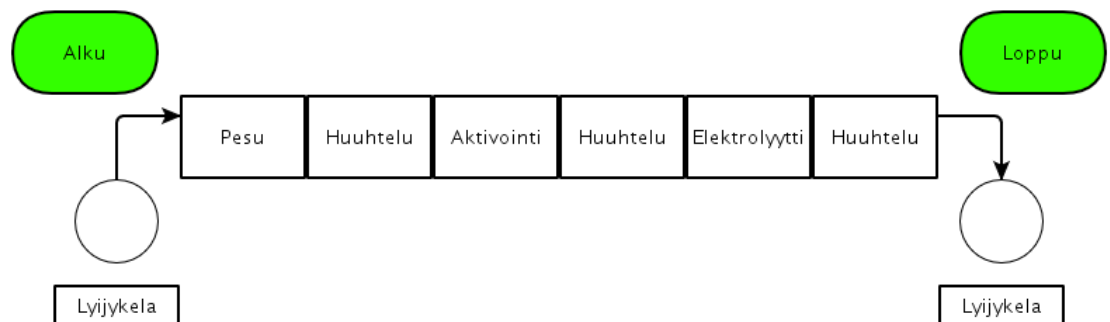 Alku
Loppu
Pesu
Huuhtelu
Aktivointi
Huuhtelu
Elektrolyytti
Huuhtelu
Lyijykela
Lyijykela